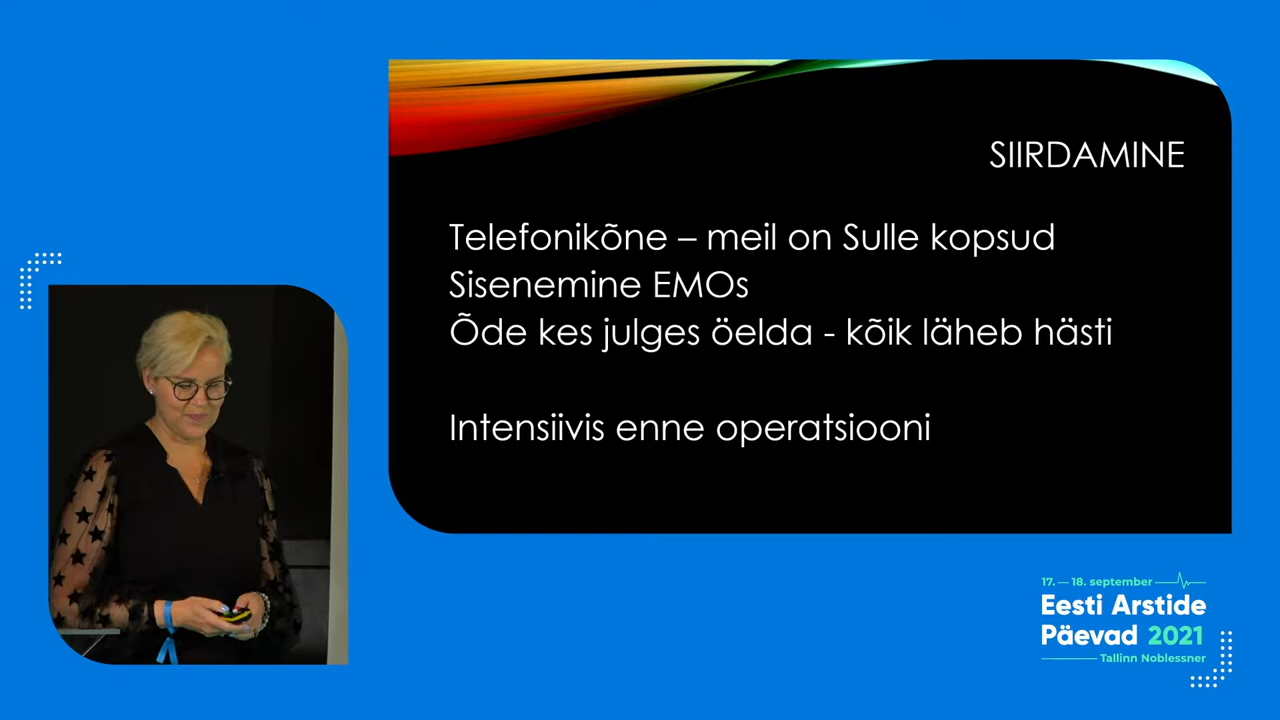 SIIRDAMINE
Telefonikõne – meil on Sulle kopsud
Sisenemine EMOs
Õde kes julges öelda - kõik läheb hästi
Intensiivis enne operatsiooni
17. — 18. september
Eesti Arstide
Päevad 2021
Tallinn Noblessner